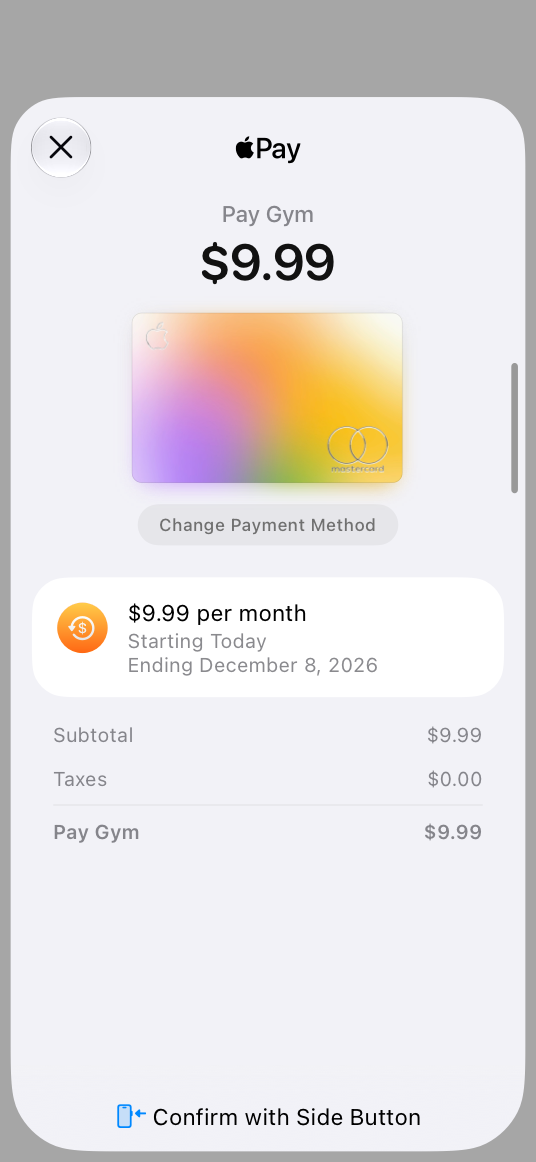 Pay
Pay Gym
$9.99
mastercard
Change Payment Method
$
$9.99 per month
Starting Today
Ending December 8, 2026
Subtotal $9.99
Taxes $0.00
Pay Gym $9.99
Confirm with Side Button